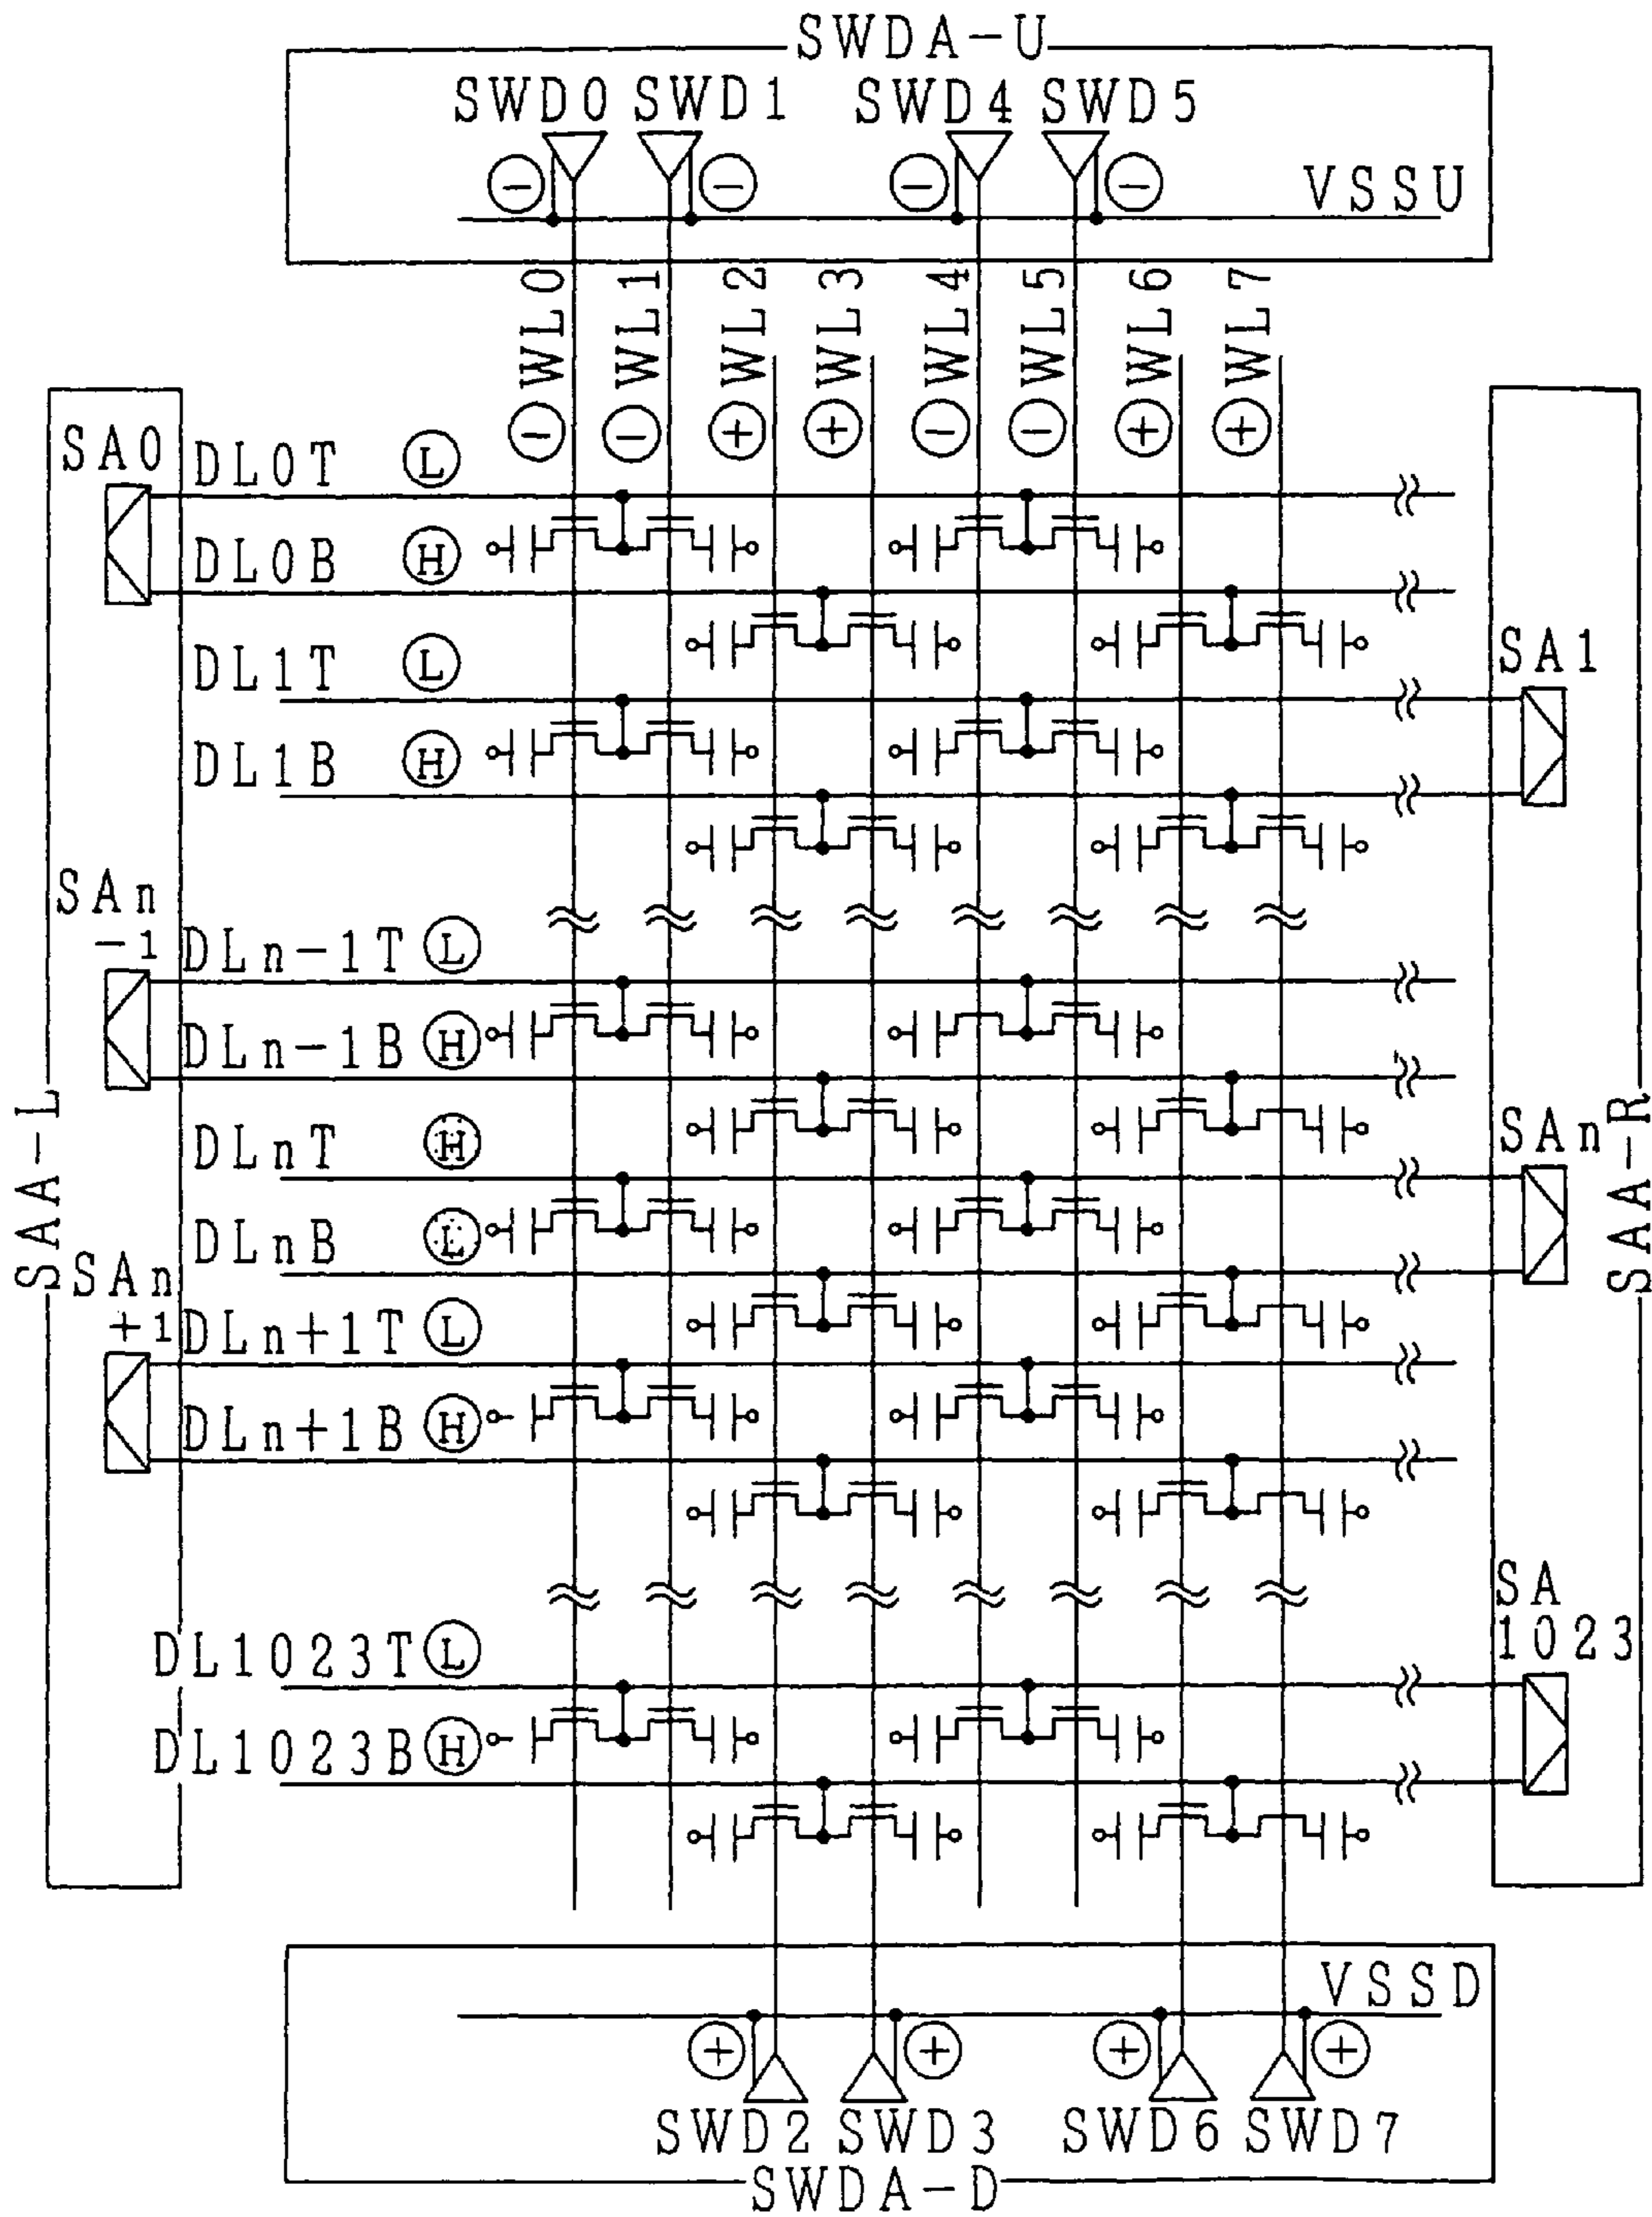 SWDA-U
SWD0 SWD1 SWD4 SWD5
- - - -
VSSU
WL0 WL1 WL2 WL3 WL4 WL5 WL6 WL7
- - + + - - + +
SA0
DL0T L
DL0B H
DL1T L
SA1
DL1B H
SAn
-1
DLn-1T L
DLn-1B H
SAA-L
SAA-R
DLnT H
SAn
DLnB L
SAn
+1
DLn+1T L
DLn+1B H
SA
1023
DL1023T L
DL1023B H
VSSD
+ + + +
SWD2 SWD3 SWD6 SWD7
SWDA-D